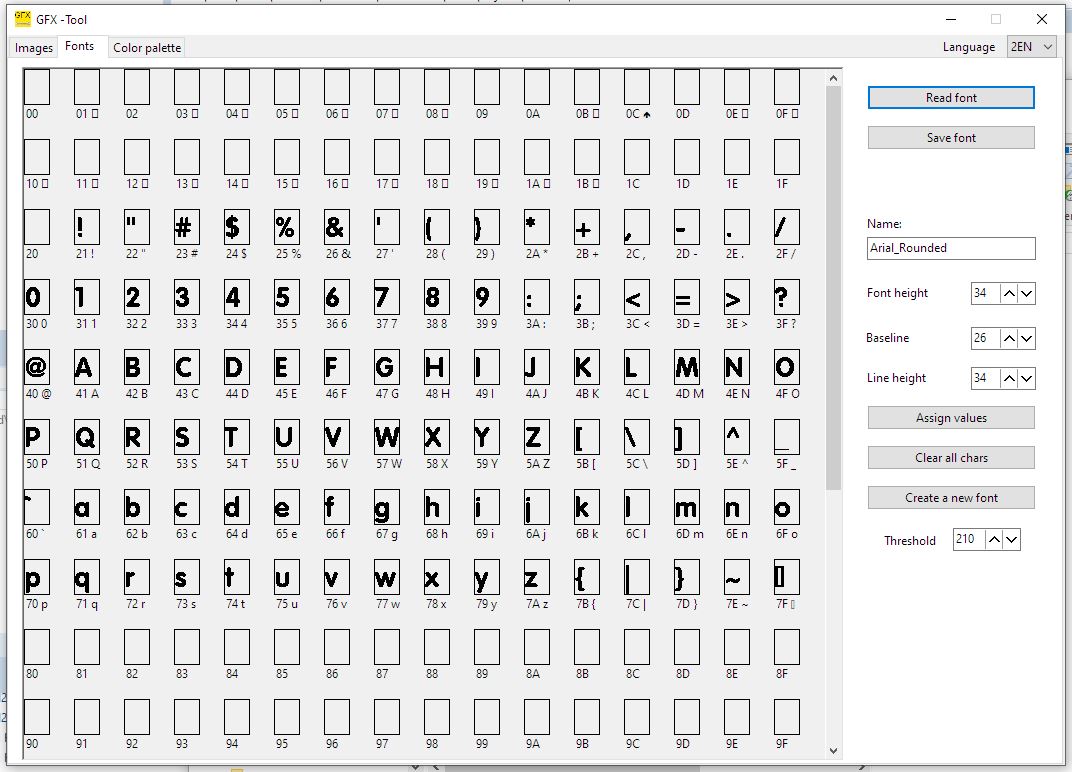 GFX -Tool
Images Fonts Color palette Language 2EN
00 01 02 03 04 05 06 07 08 09 0A 0B 0C 0D 0E 0F
10 11 12 13 14 15 16 17 18 19 1A 1B 1C 1D 1E 1F
! " # $ % & ' ( ) * + , - . /
20 21 ! 22 " 23 # 24 $ 25 % 26 & 27 ' 28 ( 29 ) 2A * 2B + 2C , 2D - 2E . 2F /
0 1 2 3 4 5 6 7 8 9 : ; < = > ?
30 0 31 1 32 2 33 3 34 4 35 5 36 6 37 7 38 8 39 9 3A : 3B ; 3C < 3D = 3E > 3F ?
@ A B C D E F G H I J K L M N O
40 @ 41 A 42 B 43 C 44 D 45 E 46 F 47 G 48 H 49 I 4A J 4B K 4C L 4D M 4E N 4F O
P Q R S T U V W X Y Z [ \ ] ^ _
50 P 51 Q 52 R 53 S 54 T 55 U 56 V 57 W 58 X 59 Y 5A Z 5B [ 5C \ 5D ] 5E ^ 5F _
` a b c d e f g h i j k l m n o
60 ` 61 a 62 b 63 c 64 d 65 e 66 f 67 g 68 h 69 i 6A j 6B k 6C l 6D m 6E n 6F o
p q r s t u v w x y z { | } ~
70 p 71 q 72 r 73 s 74 t 75 u 76 v 77 w 78 x 79 y 7A z 7B { 7C | 7D } 7E ~ 7F
80 81 82 83 84 85 86 87 88 89 8A 8B 8C 8D 8E 8F
90 91 92 93 94 95 96 97 98 99 9A 9B 9C 9D 9E 9F
Read font
Save font
Name:
Arial_Rounded
Font height 34
Baseline 26
Line height 34
Assign values
Clear all chars
Create a new font
Threshold 210